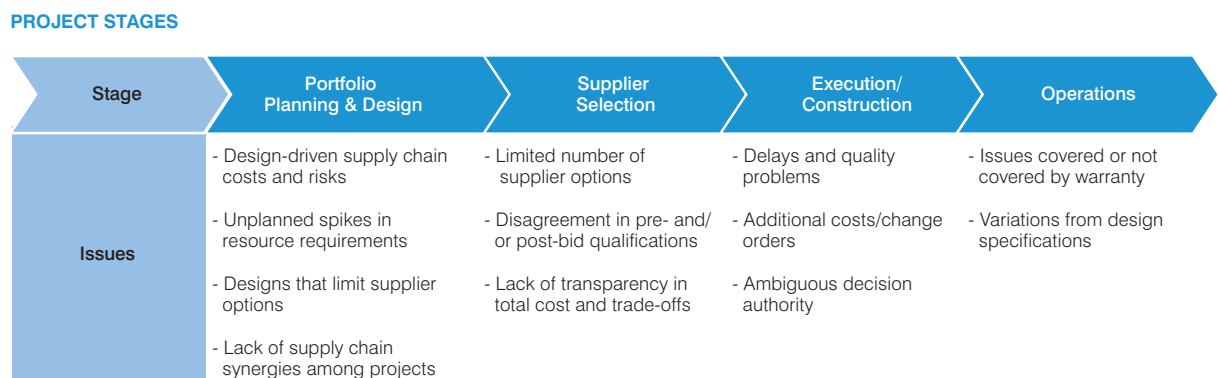 PROJECT STAGES
Stage
Portfolio
Planning & Design
Supplier
Selection
Execution/
Construction
Operations
Issues
- Design-driven supply chain
costs and risks
- Unplanned spikes in
resource requirements
- Designs that limit supplier
options
- Lack of supply chain
synergies among projects
- Limited number of
supplier options
- Disagreement in pre- and/
or post-bid qualifications
- Lack of transparency in
total cost and trade-offs
- Delays and quality
problems
- Additional costs/change
orders
- Ambiguous decision
authority
- Issues covered or not
covered by warranty
- Variations from design
specifications